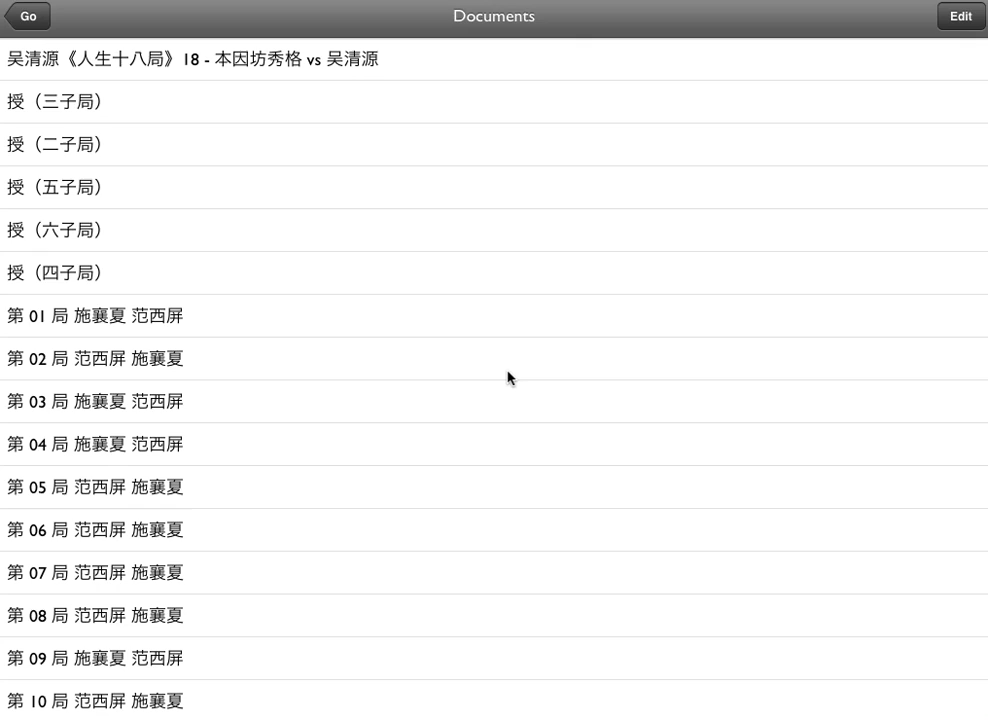 Go
Documents
Edit
吴清源《人生十八局》18 - 本因坊秀格 vs 吴清源
授（三子局）
授（二子局）
授（五子局）
授（六子局）
授（四子局）
第 01 局 施襄夏 范西屏
第 02 局 范西屏 施襄夏
第 03 局 施襄夏 范西屏
第 04 局 施襄夏 范西屏
第 05 局 范西屏 施襄夏
第 06 局 范西屏 施襄夏
第 07 局 范西屏 施襄夏
第 08 局 范西屏 施襄夏
第 09 局 施襄夏 范西屏
第 10 局 范西屏 施襄夏